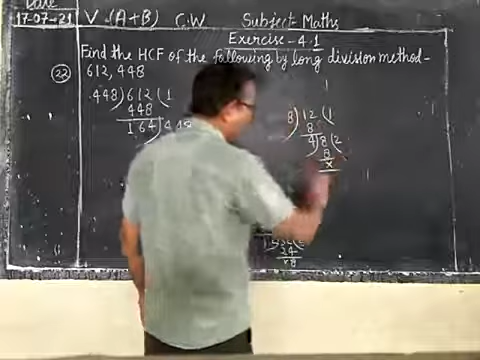 Date
17-07-21 V (A+B) C.W Subject Maths
Exercise-4.1
Find the HCF of the following by long division method-
(22) 612, 448
448)612(1
448
164)448
8)12(1
8
4)8(2
8
x